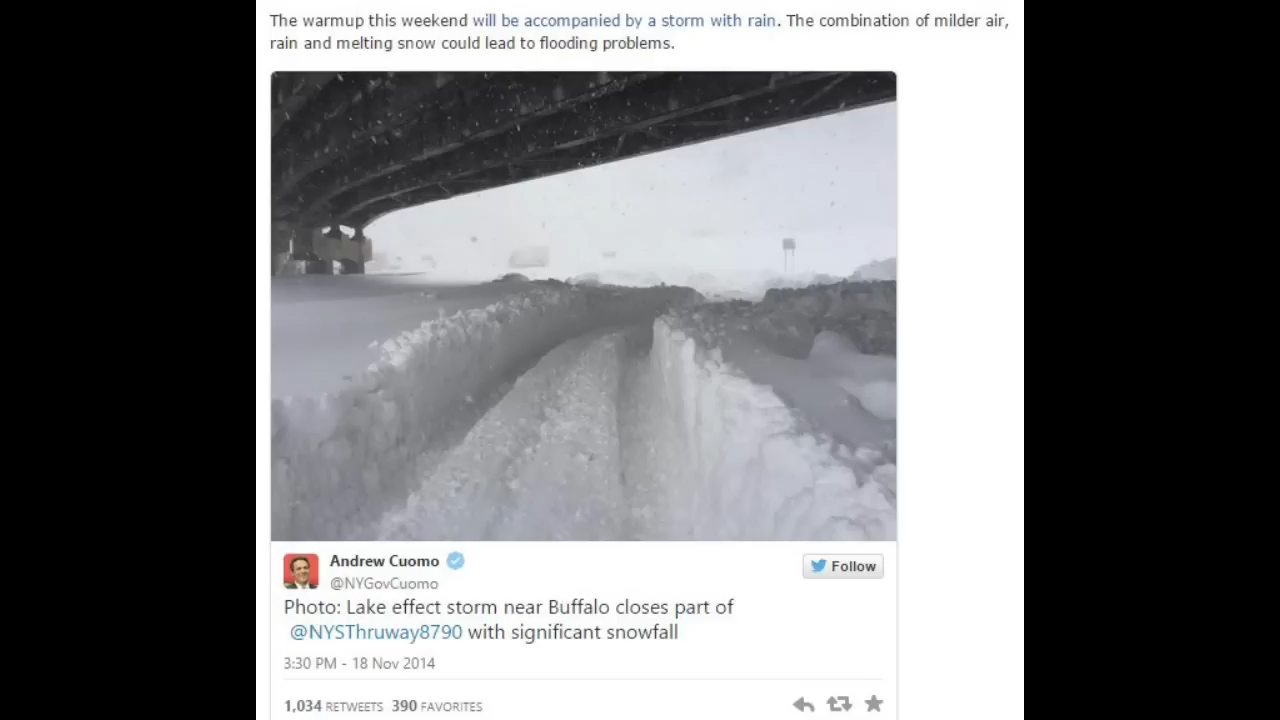 The warmup this weekend will be accompanied by a storm with rain. The combination of milder air,
rain and melting snow could lead to flooding problems.
Andrew Cuomo
@NYGovCuomo
Follow
Photo: Lake effect storm near Buffalo closes part of
@NYSThruway8790 with significant snowfall
3:30 PM - 18 Nov 2014
1,034 RETWEETS 390 FAVORITES